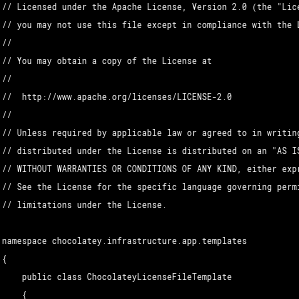 // Licensed under the Apache License, Version 2.0 (the "Lice
// you may not use this file except in compliance with the L
//
// You may obtain a copy of the License at
//
//  http://www.apache.org/licenses/LICENSE-2.0
//
// Unless required by applicable law or agreed to in writing
// distributed under the License is distributed on an "AS IS
// WITHOUT WARRANTIES OR CONDITIONS OF ANY KIND, either expr
// See the License for the specific language governing permi
// limitations under the License.
namespace chocolatey.infrastructure.app.templates
{
    public class ChocolateyLicenseFileTemplate
    {